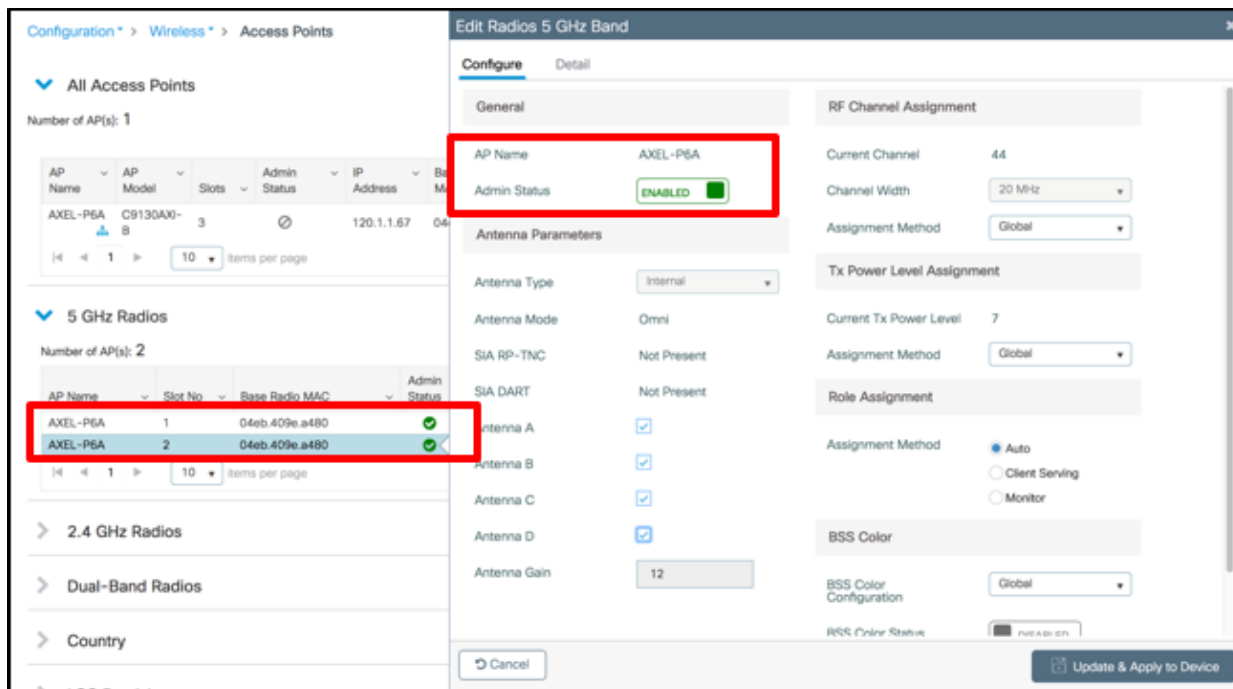 Configuration * > Wireless * > Access Points
All Access Points
Number of AP(s): 1
AP Name AP Model Slots Admin Status IP Address
AXEL-P6A C9130AXI-B 3 120.1.1.67
1 10 items per page
5 GHz Radios
Number of AP(s): 2
AP Name Slot No Base Radio MAC Admin Status
AXEL-P6A 1 04eb.409e.a480
AXEL-P6A 2 04eb.409e.a480
1 10 items per page
2.4 GHz Radios
Dual-Band Radios
Country
Edit Radios 5 GHz Band
Configure Detail
General
AP Name AXEL-P6A
Admin Status ENABLED
Antenna Parameters
Antenna Type Internal
Antenna Mode Omni
SIA RP-TNC Not Present
SIA DART Not Present
Antenna A
Antenna B
Antenna C
Antenna D
Antenna Gain 12
RF Channel Assignment
Current Channel 44
Channel Width 20 MHz
Assignment Method Global
Tx Power Level Assignment
Current Tx Power Level 7
Assignment Method Global
Role Assignment
Assignment Method Auto
Client Serving
Monitor
BSS Color
BSS Color Configuration Global
BSS Color Status DISABLED
Cancel
Update & Apply to Device